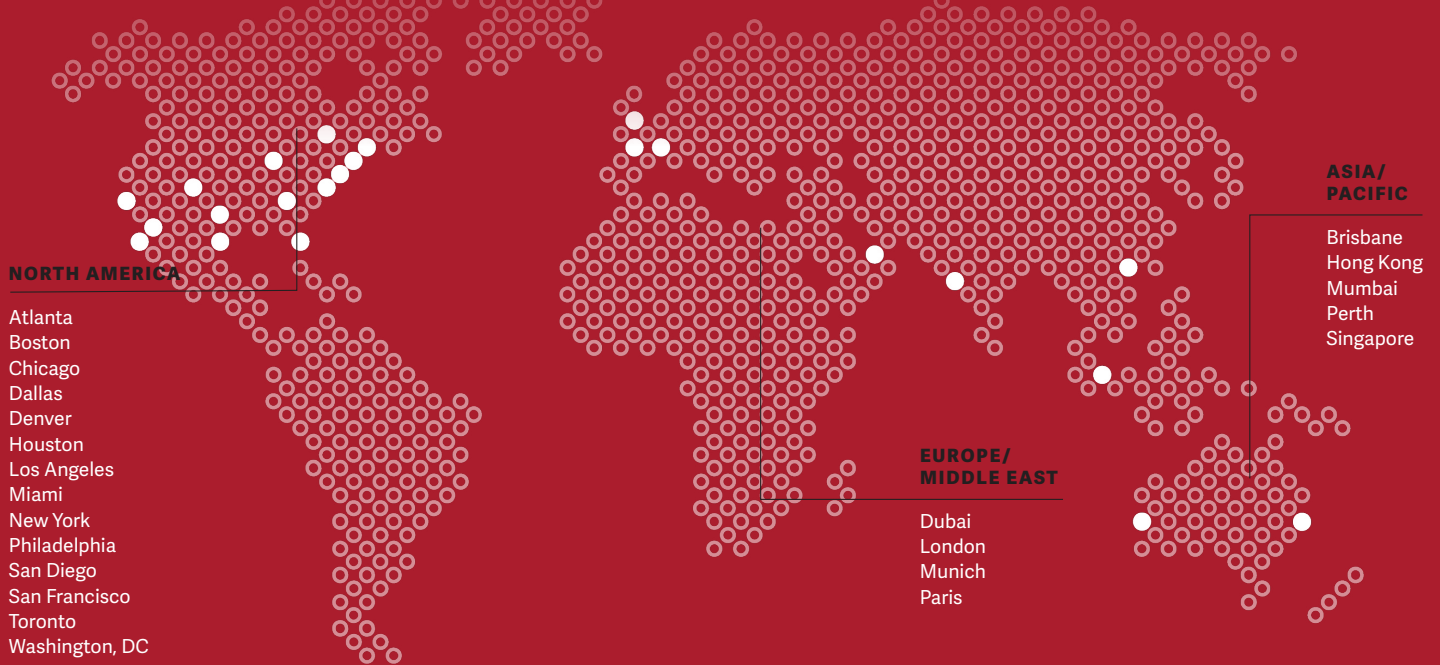 NORTH AMERICA
Atlanta
Boston
Chicago
Dallas
Denver
Houston
Los Angeles
Miami
New York
Philadelphia
San Diego
San Francisco
Toronto
Washington, DC
EUROPE/
MIDDLE EAST
Dubai
London
Munich
Paris
ASIA/
PACIFIC
Brisbane
Hong Kong
Mumbai
Perth
Singapore